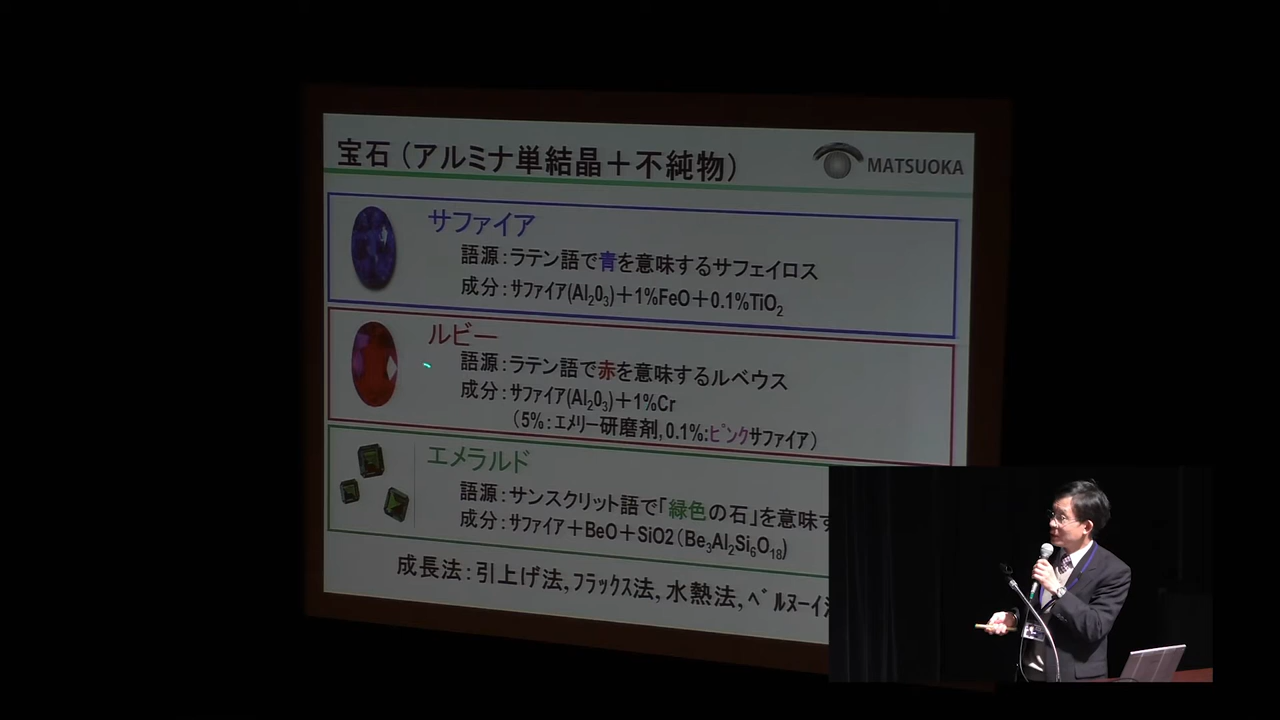 宝石（アルミナ単結晶＋不純物）
MATSUOKA
サファイア
語源：ラテン語で青を意味するサフェイロス
成分：サファイア(Al₂0₃)＋1%FeO＋0.1%TiO₂
ルビー
語源：ラテン語で赤を意味するルベウス
成分：サファイア(Al₂0₃)＋1%Cr
（5%：エメリー研磨剤,0.1%:ピンクサファイア）
エメラルド
語源：サンスクリット語で「緑色の石」を意味す
成分：サファイア＋BeO＋SiO2（Be₃Al₂Si₆O₁₈）
成長法：引上げ法,フラックス法,水熱法,ベルヌーイ